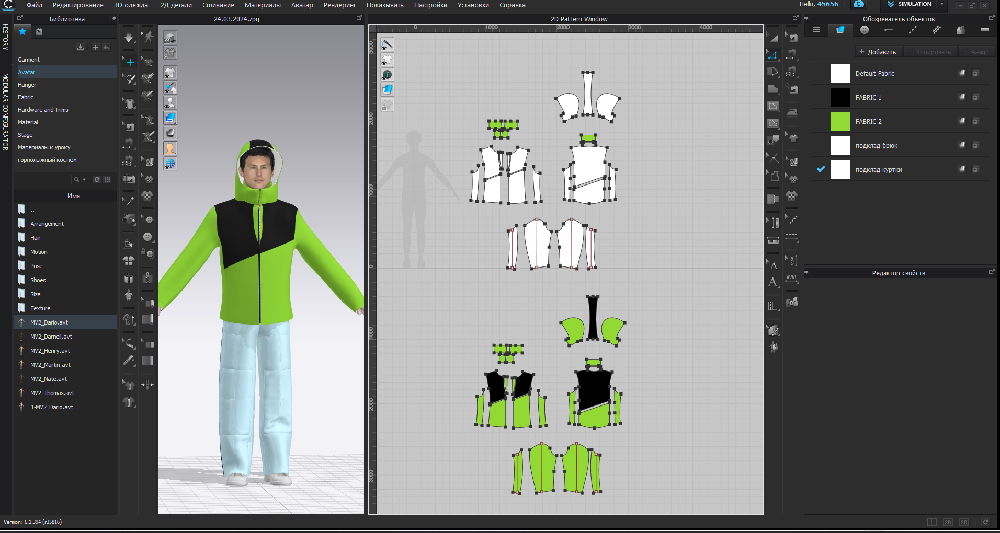 Файл Редактирование 3D одежда 2Д детали Сшивание Материалы Аватар Рендеринг Показывать Настройки Установки Справка Hello, 45656 SIMULATION
Библиотека
24.03.2024.zprj
2D Pattern Window
Обозреватель объектов
HISTORY
MODULAR CONFIGURATOR
Garment
Avatar
Hanger
Fabric
Hardware and Trims
Material
Stage
Материалы к уроку
горнолыжный костюм
Имя
..
Arrangement
Hair
Motion
Pose
Shoes
Size
Texture
MV2_Dario.avt
MV2_Darnell.avt
MV2_Henry.avt
MV2_Martin.avt
MV2_Nate.avt
MV2_Thomas.avt
1-MV2_Dario.avt
0 1000 2000 3000 4000
3000
2000
1000
0
1000
2000
3000
+ Добавить Копировать Assign
Default Fabric
FABRIC 1
FABRIC 2
подклад брюк
подклад куртки
Редактор свойств
Version: 6.1.394 (r35816)
3D 2D